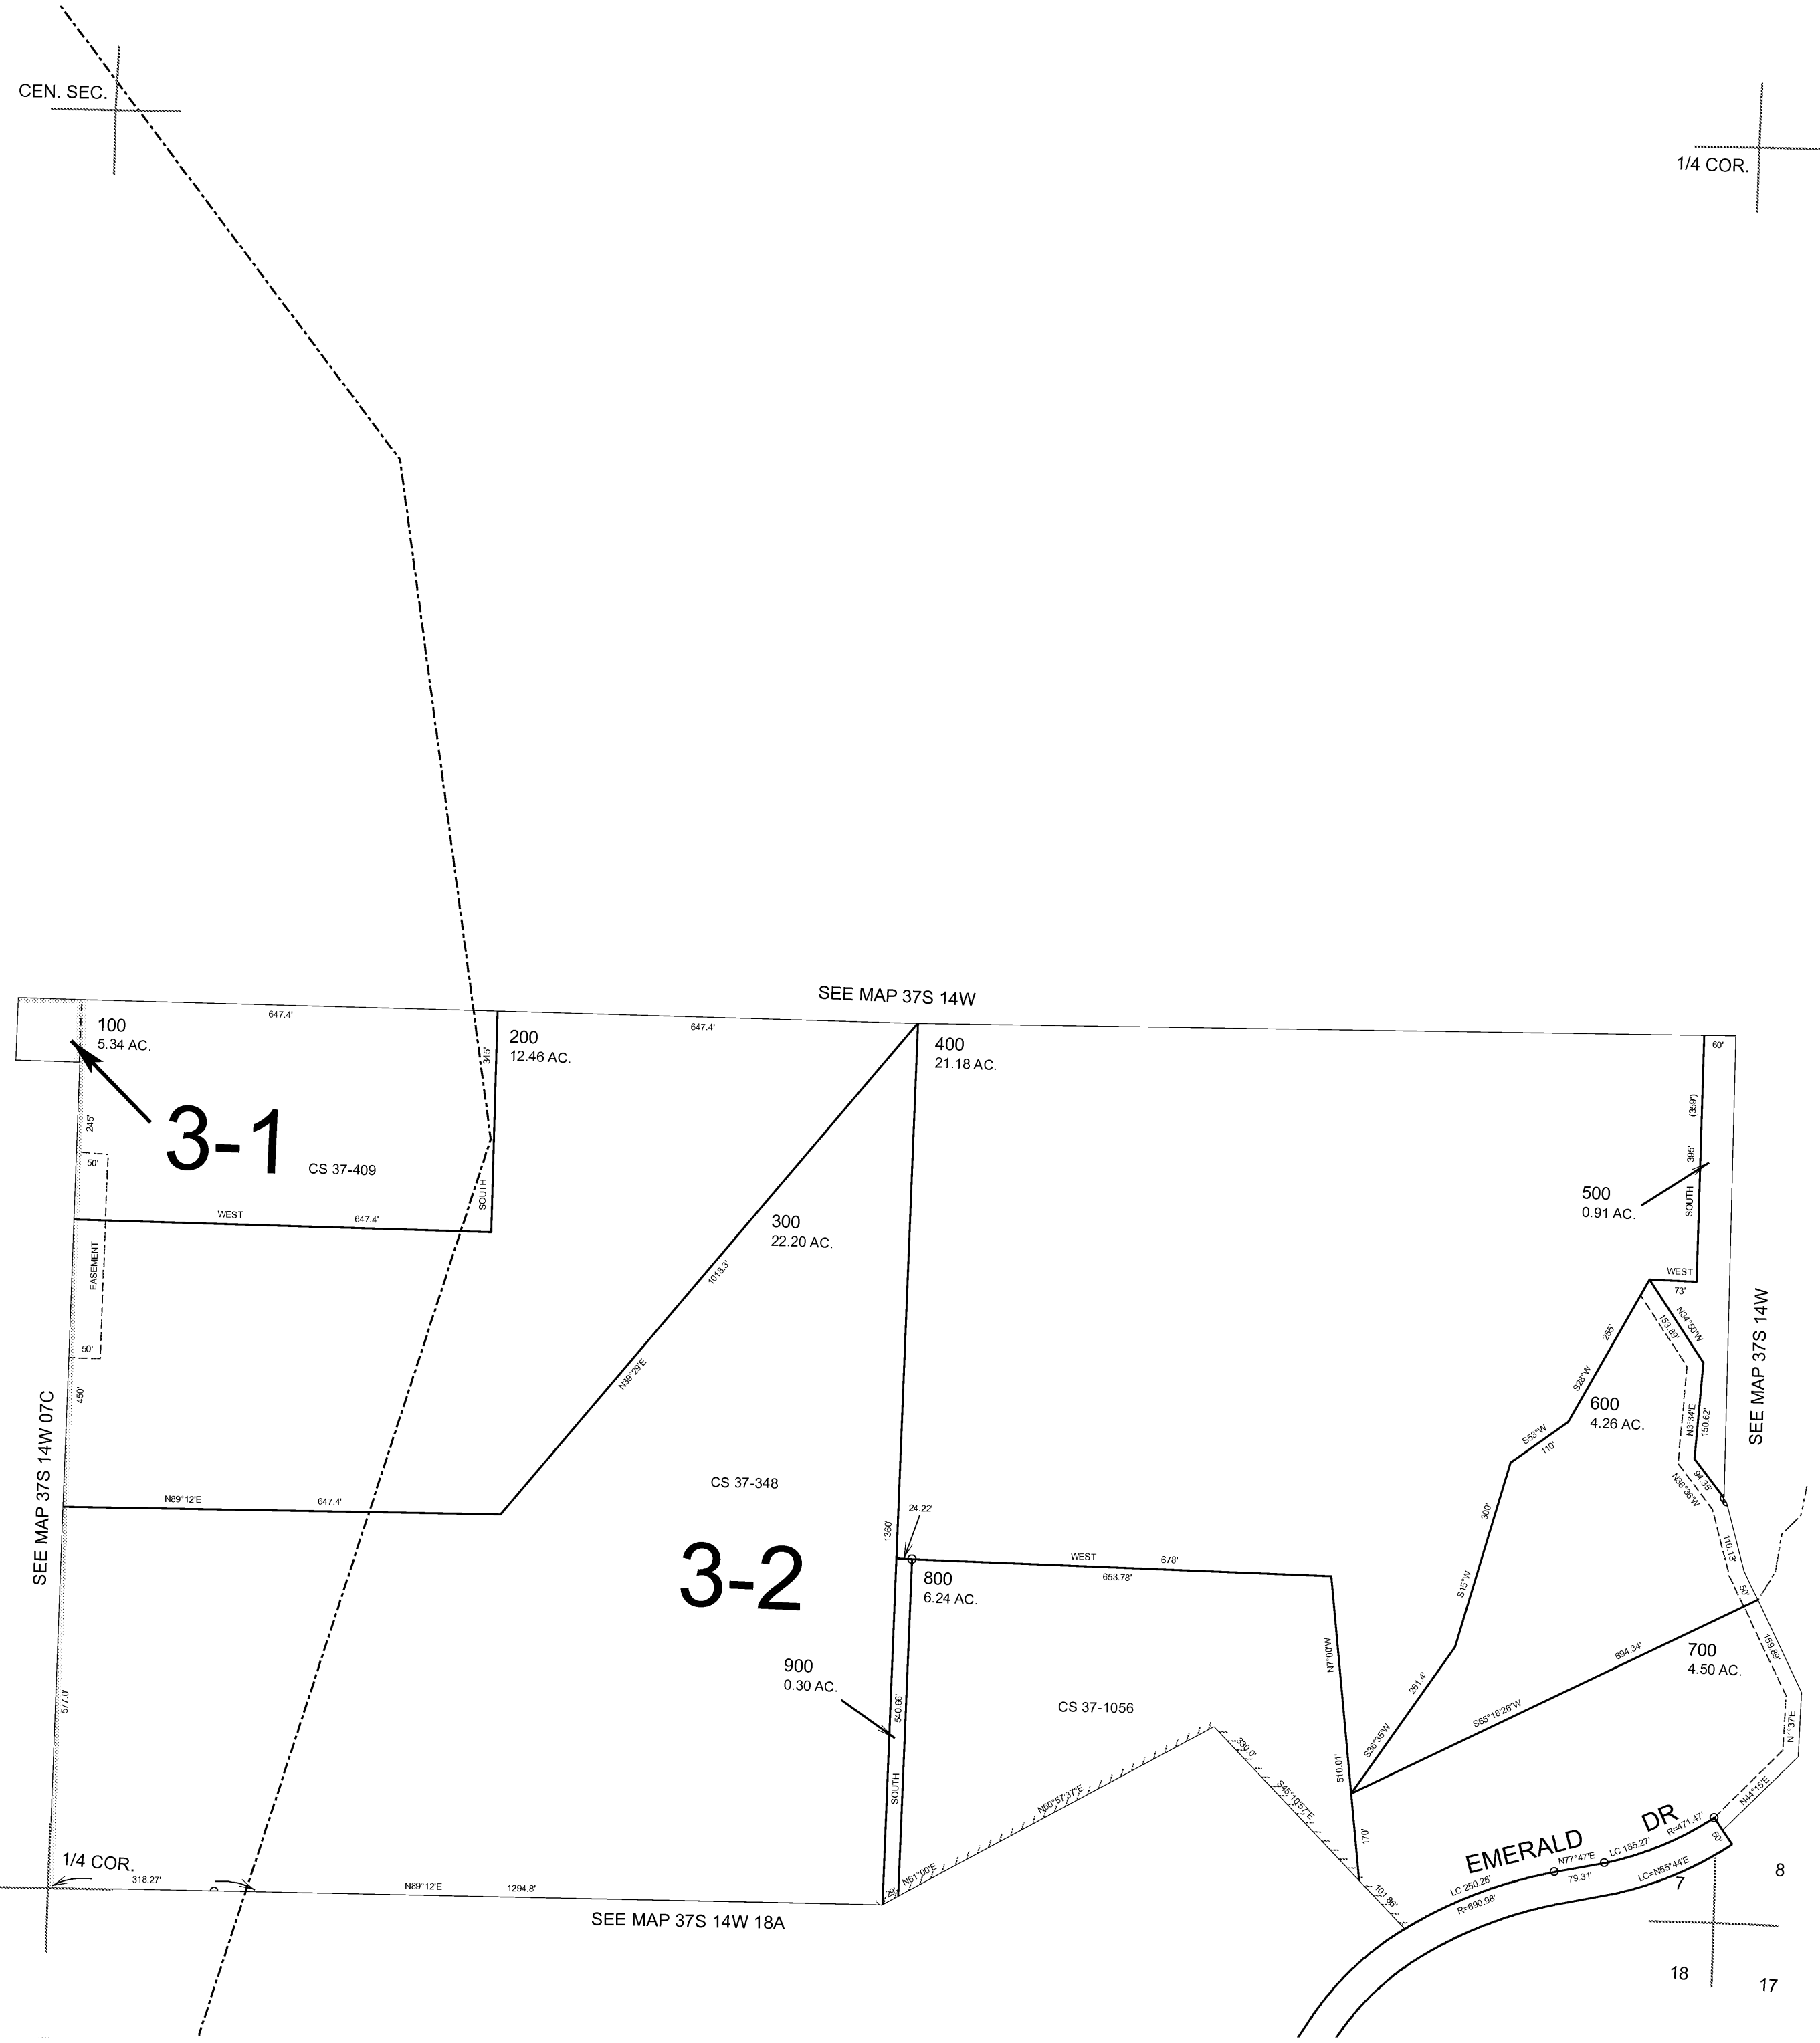 CEN. SEC.
1/4 COR.
SEE MAP 37S 14W
647.4'
647.4'
100
5.34 AC.
200
12.46 AC.
345'
SOUTH
400
21.18 AC.
60'
(359')
395'
SOUTH
245'
50'
3-1
CS 37-409
500
0.91 AC.
WEST
647.4'
300
22.20 AC.
EASEMENT
50'
450'
1018.3'
N39°29'E
WEST
73'
SEE MAP 37S 14W
N34°50'W
153.89'
255'
S28°W
600
4.26 AC.
N3°34'E
150.62'
S53°W
110'
94.35'
N38°36'W
SEE MAP 37S 14W 07C
N89°12'E
647.4'
CS 37-348
24.22'
1360'
300'
S15°W
110.13'
50'
3-2
WEST
678'
653.78'
800
6.24 AC.
N7°00'W
694.34'
700
4.50 AC.
159.89'
900
0.30 AC.
540.66'
SOUTH
CS 37-1056
261.4'
S36°35'W
S65°18'26"W
N1°37'E
577.0'
330.0'
S45°10'57"E
N60°57'37"E
510.01'
170'
N44°15'E
EMERALD DR
R=471.47'
LC 185.27'
50'
N77°47'E
79.31'
LC=N65°44'E
LC 250.26'
R=690.98'
101.86'
N61°00'E
25'
1/4 COR.
318.27'
N89°12'E
1294.8'
SEE MAP 37S 14W 18A
7
8
18
17